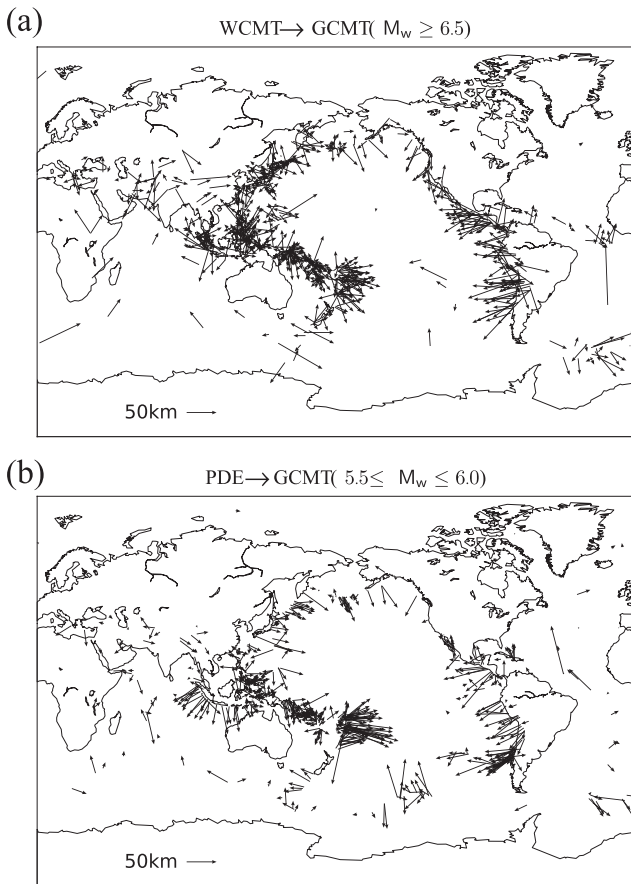 (a)
WCMT→ GCMT( Mw ≥ 6.5)
50km
(b)
PDE→GCMT( 5.5≤ Mw ≤ 6.0)
50km